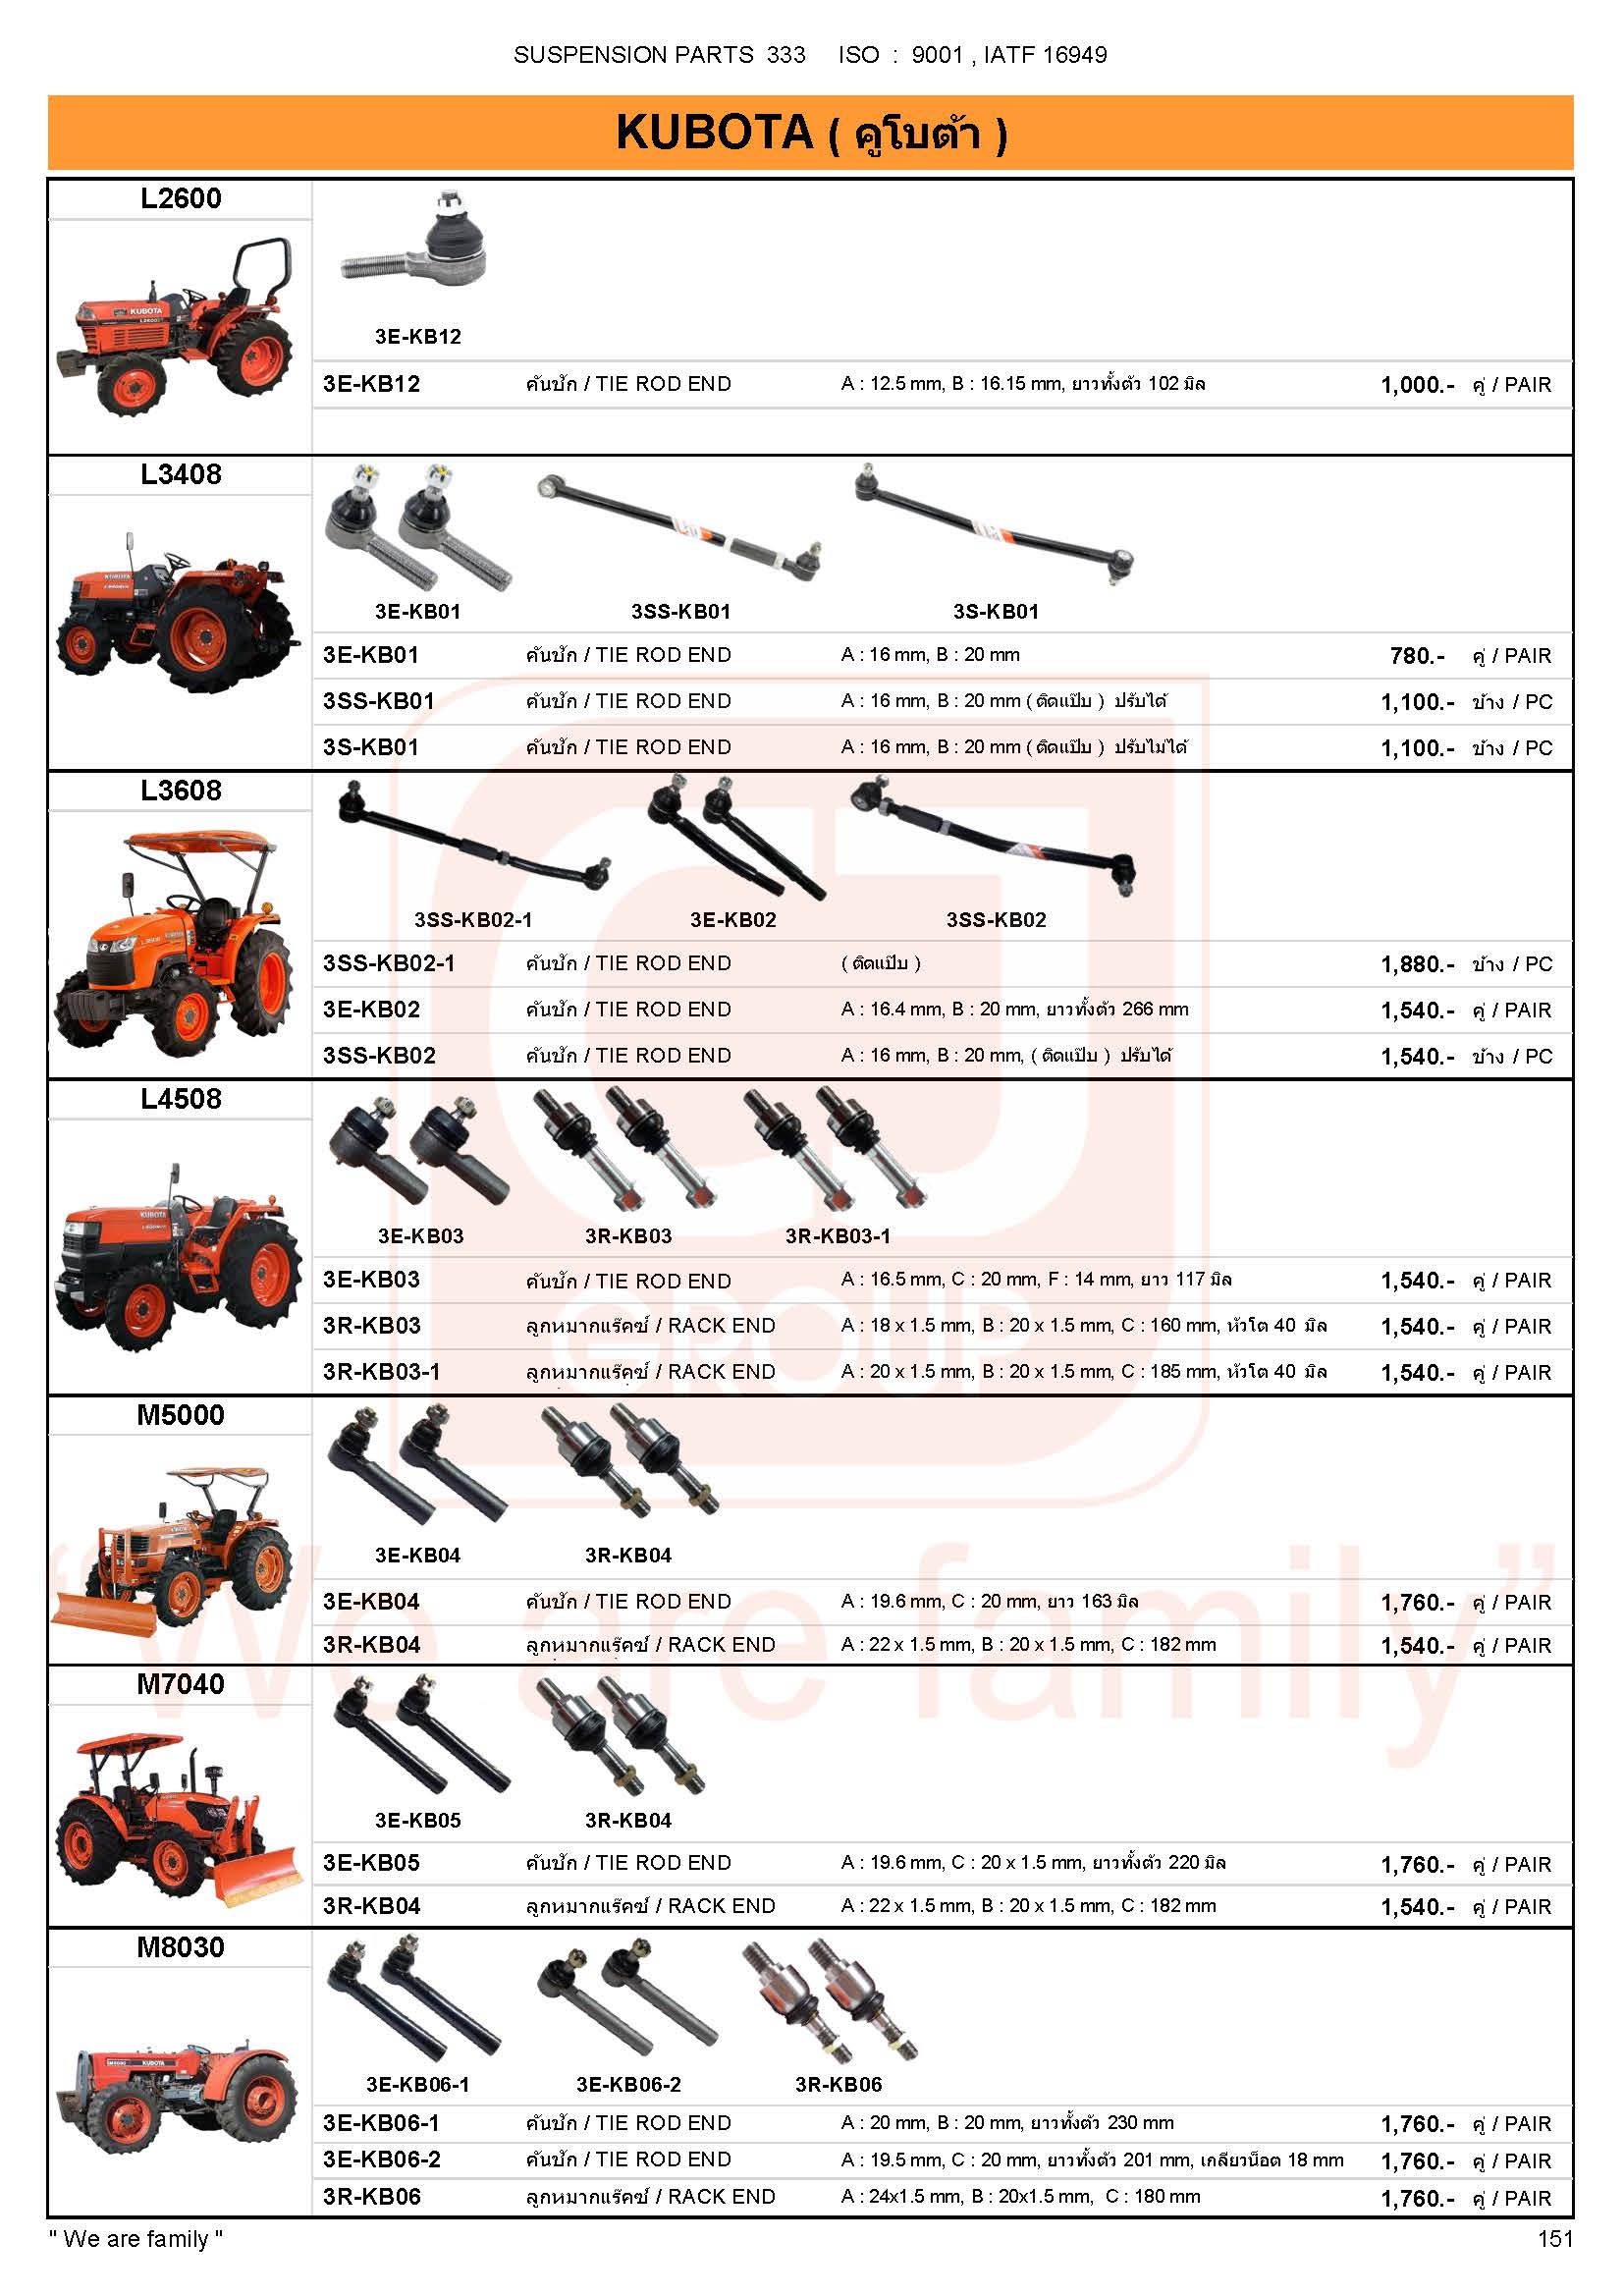 SUSPENSION PARTS 333 ISO : 9001 , IATF 16949
KUBOTA ( คูโบต้า )
L2600
3E-KB12
3E-KB12 คันชัก / TIE ROD END A : 12.5 mm, B : 16.15 mm, ยาวทั้งตัว 102 มิล 1,000.- คู่ / PAIR
L3408
3E-KB01 3SS-KB01 3S-KB01
3E-KB01 คันชัก / TIE ROD END A : 16 mm, B : 20 mm 780.- คู่ / PAIR
3SS-KB01 คันชัก / TIE ROD END A : 16 mm, B : 20 mm ( ติดแป๊บ ) ปรับได้ 1,100.- ข้าง / PC
3S-KB01 คันชัก / TIE ROD END A : 16 mm, B : 20 mm ( ติดแป๊บ ) ปรับไม่ได้ 1,100.- ข้าง / PC
L3608
3SS-KB02-1 3E-KB02 3SS-KB02
3SS-KB02-1 คันชัก / TIE ROD END ( ติดแป๊บ ) 1,880.- ข้าง / PC
3E-KB02 คันชัก / TIE ROD END A : 16.4 mm, B : 20 mm, ยาวทั้งตัว 266 mm 1,540.- คู่ / PAIR
3SS-KB02 คันชัก / TIE ROD END A : 16 mm, B : 20 mm, ( ติดแป๊บ ) ปรับได้ 1,540.- ข้าง / PC
L4508
3E-KB03 3R-KB03 3R-KB03-1
3E-KB03 คันชัก / TIE ROD END A : 16.5 mm, C : 20 mm, F : 14 mm, ยาว 117 มิล 1,540.- คู่ / PAIR
3R-KB03 ลูกหมากแร๊คซ์ / RACK END A : 18 x 1.5 mm, B : 20 x 1.5 mm, C : 160 mm, หัวโต 40 มิล 1,540.- คู่ / PAIR
3R-KB03-1 ลูกหมากแร๊คซ์ / RACK END A : 20 x 1.5 mm, B : 20 x 1.5 mm, C : 185 mm, หัวโต 40 มิล 1,540.- คู่ / PAIR
GROUP
M5000
3E-KB04 3R-KB04
3E-KB04 คันชัก / TIE ROD END A : 19.6 mm, C : 20 mm, ยาว 163 มิล 1,760.- คู่ / PAIR
3R-KB04 ลูกหมากแร๊คซ์ / RACK END A : 22 x 1.5 mm, B : 20 x 1.5 mm, C : 182 mm 1,540.- คู่ / PAIR
“We are family”
M7040
3E-KB05 3R-KB04
3E-KB05 คันชัก / TIE ROD END A : 19.6 mm, C : 20 x 1.5 mm, ยาวทั้งตัว 220 มิล 1,760.- คู่ / PAIR
3R-KB04 ลูกหมากแร๊คซ์ / RACK END A : 22 x 1.5 mm, B : 20 x 1.5 mm, C : 182 mm 1,540.- คู่ / PAIR
M8030
3E-KB06-1 3E-KB06-2 3R-KB06
3E-KB06-1 คันชัก / TIE ROD END A : 20 mm, B : 20 mm, ยาวทั้งตัว 230 mm 1,760.- คู่ / PAIR
3E-KB06-2 คันชัก / TIE ROD END A : 19.5 mm, C : 20 mm, ยาวทั้งตัว 201 mm, เกลียวน็อต 18 mm 1,760.- คู่ / PAIR
3R-KB06 ลูกหมากแร๊คซ์ / RACK END A : 24x1.5 mm, B : 20x1.5 mm, C : 180 mm 1,760.- คู่ / PAIR
" We are family " 151